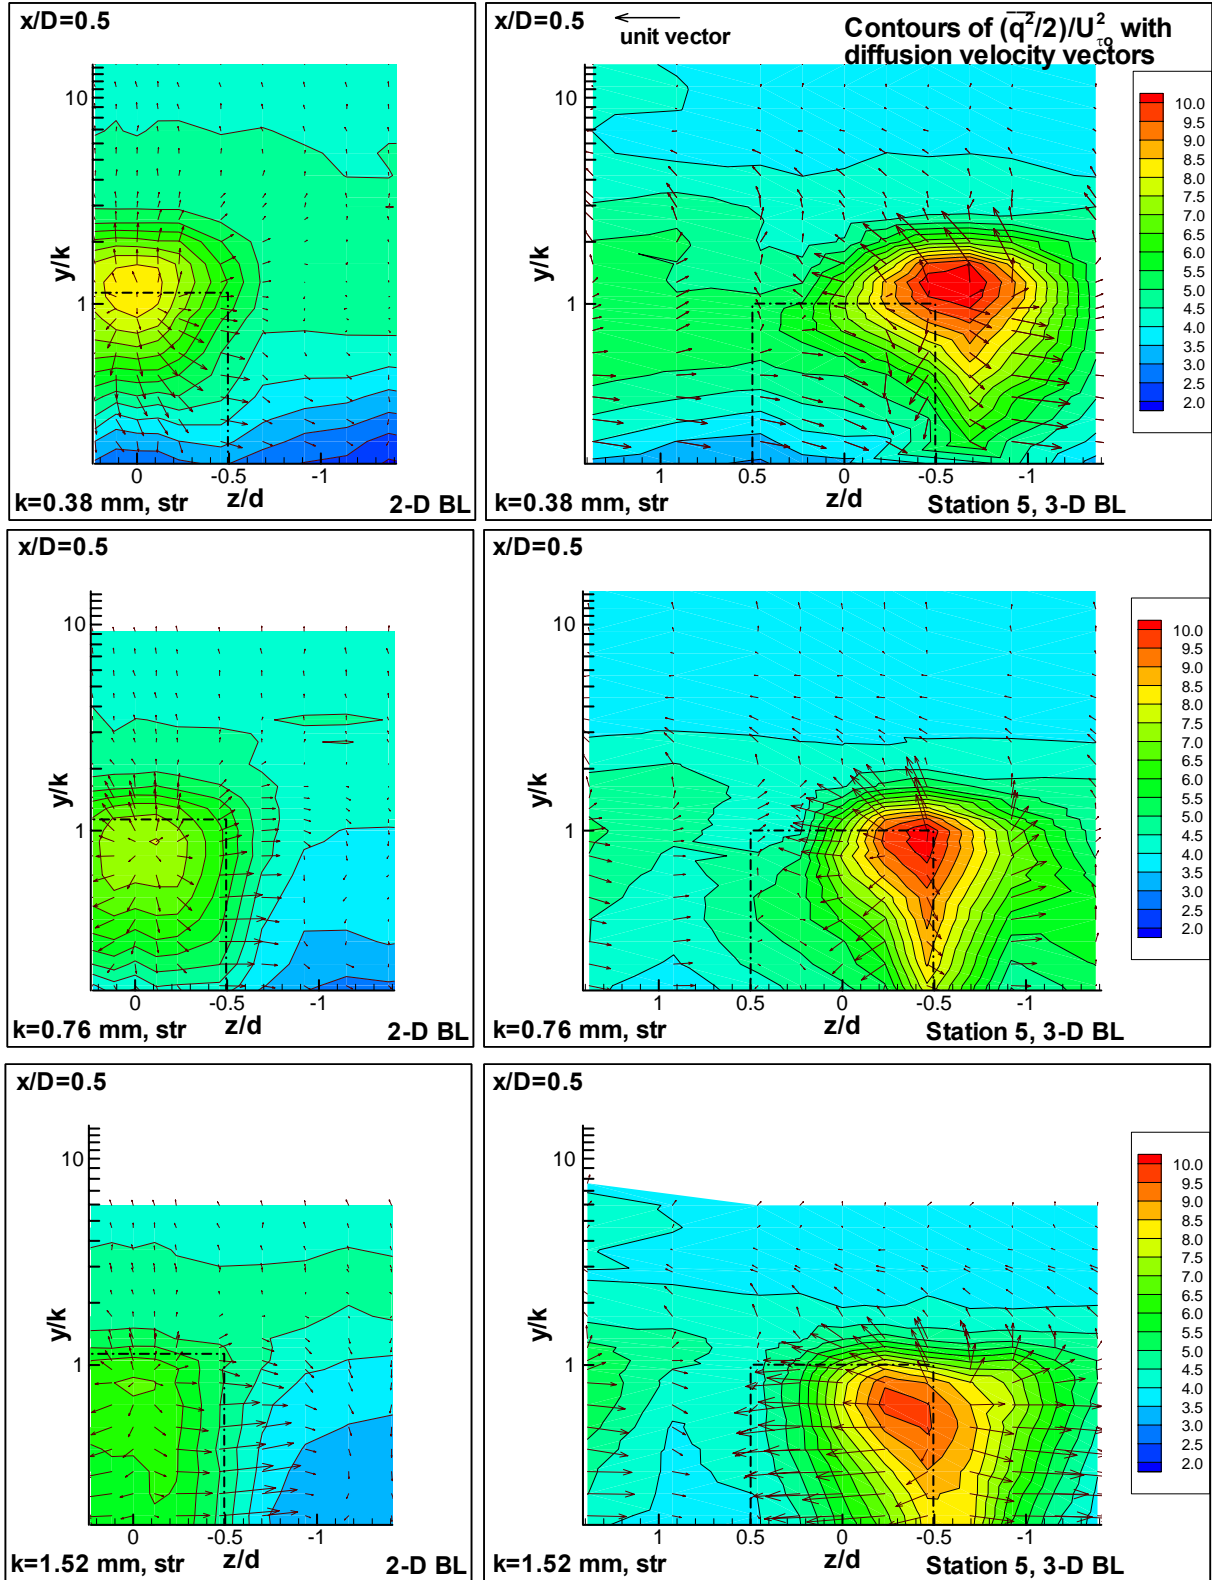 x/D=0.5
10
1
y/k
0
-0.5
-1
z/d
k=0.38 mm, str
2-D BL
x/D=0.5
unit vector
Contours of (q²/2)/U²τo with
diffusion velocity vectors
10
1
y/k
1
0.5
0
-0.5
-1
z/d
k=0.38 mm, str
Station 5, 3-D BL
10.0
9.5
9.0
8.5
8.0
7.5
7.0
6.5
6.0
5.5
5.0
4.5
4.0
3.5
3.0
2.5
2.0
x/D=0.5
10
1
y/k
0
-0.5
-1
z/d
k=0.76 mm, str
2-D BL
x/D=0.5
10
1
y/k
1
0.5
0
-0.5
-1
z/d
k=0.76 mm, str
Station 5, 3-D BL
10.0
9.5
9.0
8.5
8.0
7.5
7.0
6.5
6.0
5.5
5.0
4.5
4.0
3.5
3.0
2.5
2.0
x/D=0.5
10
1
y/k
0
-0.5
-1
z/d
k=1.52 mm, str
2-D BL
x/D=0.5
10
1
y/k
1
0.5
0
-0.5
-1
z/d
k=1.52 mm, str
Station 5, 3-D BL
10.0
9.5
9.0
8.5
8.0
7.5
7.0
6.5
6.0
5.5
5.0
4.5
4.0
3.5
3.0
2.5
2.0